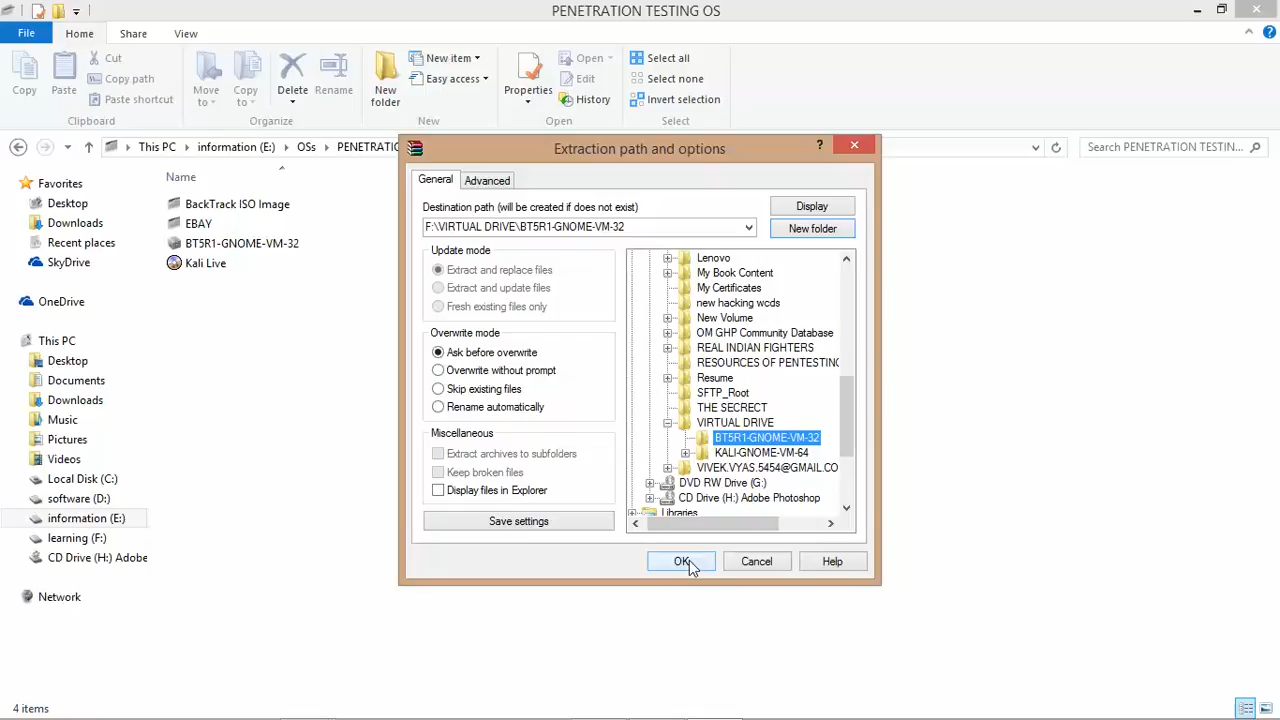 PENETRATION TESTING OS
File Home Share View
Copy
Paste
Cut
Copy path
Paste shortcut
Clipboard
Move to
Copy to
Delete
Rename
Organize
New folder
New item
Easy access
New
Properties
Open
Edit
History
Open
Select all
Select none
Invert selection
Select
This PC information (E:) OSs PENETRATIO
Search PENETRATION TESTING...
Favorites
Desktop
Downloads
Recent places
SkyDrive
OneDrive
This PC
Desktop
Documents
Downloads
Music
Pictures
Videos
Local Disk (C:)
software (D:)
information (E:)
learning (F:)
CD Drive (H:) Adobe
Network
Name
BackTrack ISO Image
EBAY
BT5R1-GNOME-VM-32
Kali Live
Extraction path and options
?
General Advanced
Destination path (will be created if does not exist)
F:\VIRTUAL DRIVE\BT5R1-GNOME-VM-32
Display
New folder
Update mode
Extract and replace files
Extract and update files
Fresh existing files only
Overwrite mode
Ask before overwrite
Overwrite without prompt
Skip existing files
Rename automatically
Miscellaneous
Extract archives to subfolders
Keep broken files
Display files in Explorer
Save settings
Lenovo
My Book Content
My Certificates
new hacking wcds
New Volume
OM GHP Community Database
REAL INDIAN FIGHTERS
RESOURCES OF PENTESTING
Resume
SFTP_Root
THE SECRECT
VIRTUAL DRIVE
BT5R1-GNOME-VM-32
KALI-GNOME-VM-64
VIVEK.VYAS.5454@GMAIL.CO
DVD RW Drive (G:)
CD Drive (H:) Adobe Photoshop
Libraries
OK Cancel Help
4 items